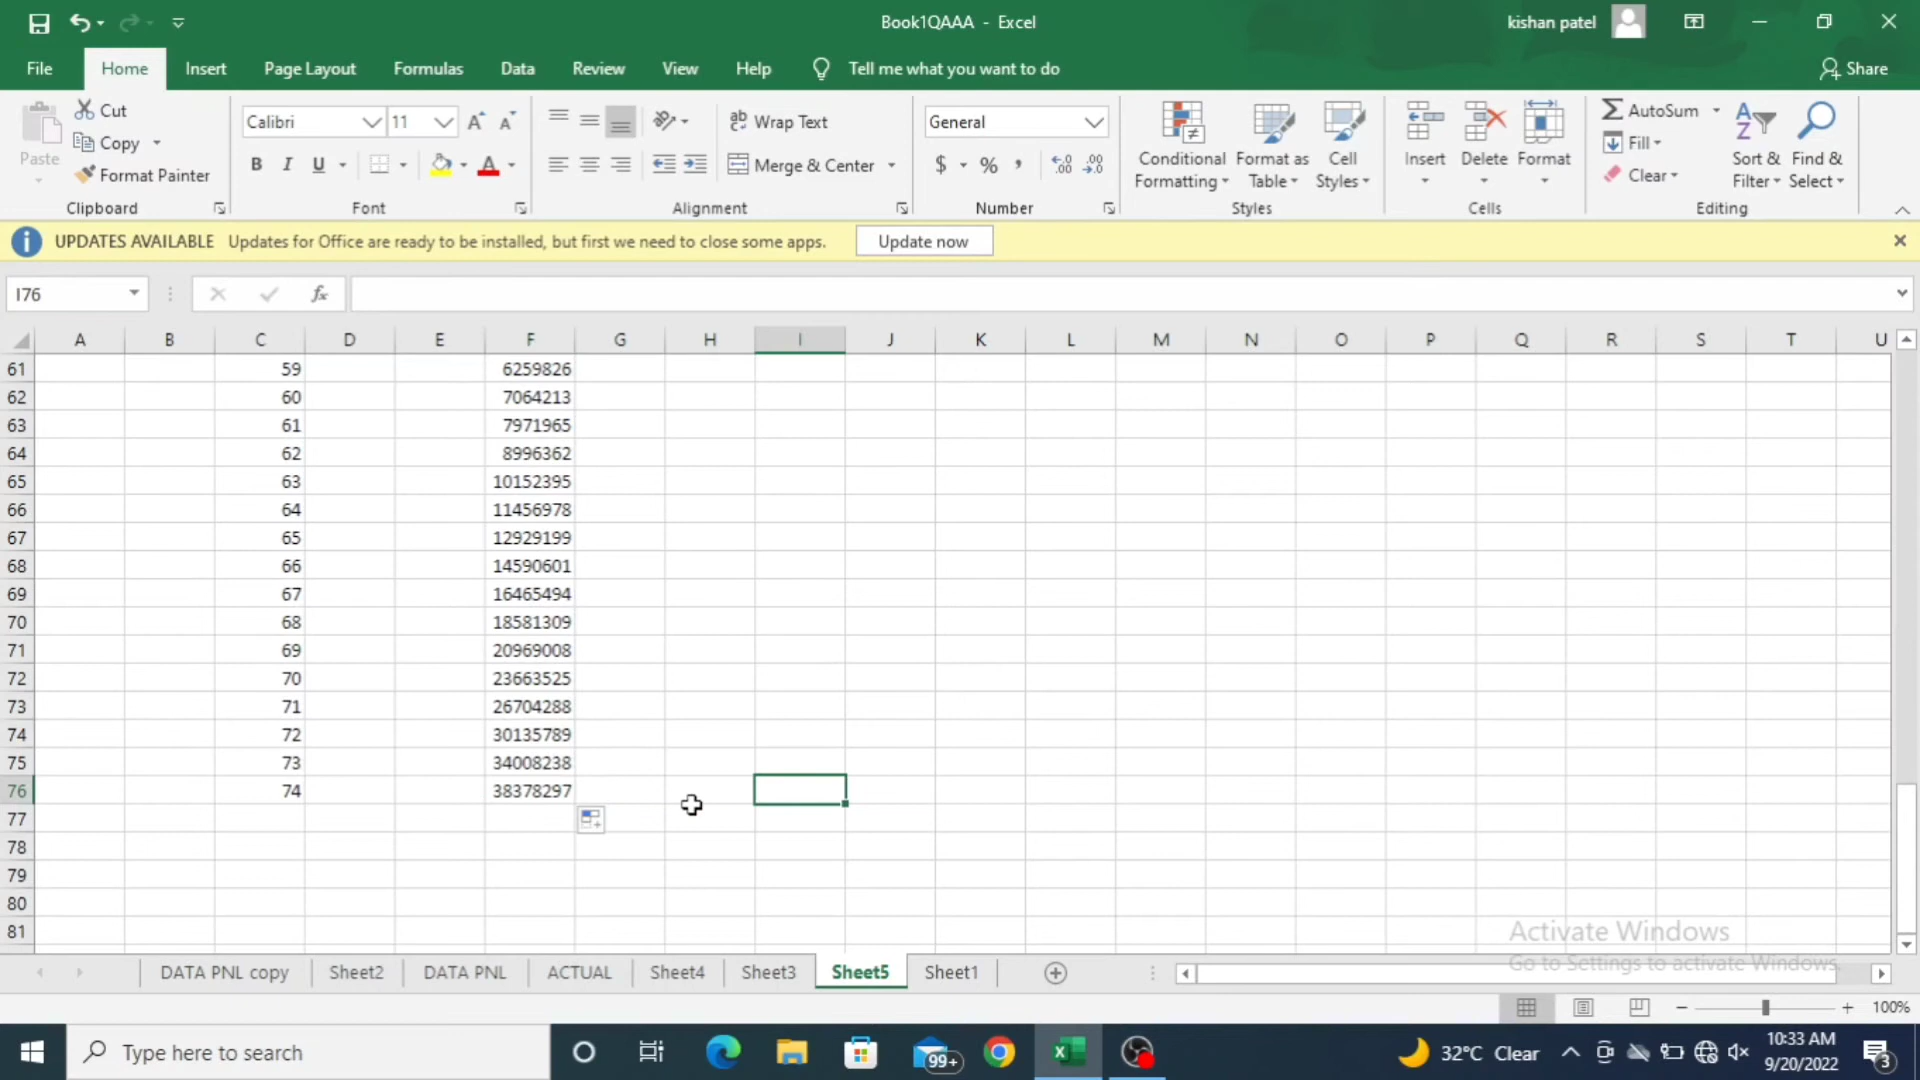 Book1QAAA - Excel
kishan patel
File Home Insert Page Layout Formulas Data Review View Help Tell me what you want to do Share
Paste
Cut
Copy
Format Painter
Clipboard
Calibri 11
B I U
Font
Wrap Text
Merge & Center
Alignment
General
$ % ,
Number
Conditional Formatting
Format as Table
Cell Styles
Styles
Insert Delete Format
Cells
AutoSum
Fill
Clear
Sort & Filter
Find & Select
Editing
UPDATES AVAILABLE Updates for Office are ready to be installed, but first we need to close some apps. Update now
I76 fx
A B C D E F G H I J K L M N O P Q R S T U
61 59 6259826
62 60 7064213
63 61 7971965
64 62 8996362
65 63 10152395
66 64 11456978
67 65 12929199
68 66 14590601
69 67 16465494
70 68 18581309
71 69 20969008
72 70 23663525
73 71 26704288
74 72 30135789
75 73 34008238
76 74 38378297
77
78
79
80
81
Activate Windows
Go to Settings to activate Windows.
DATA PNL copy Sheet2 DATA PNL ACTUAL Sheet4 Sheet3 Sheet5 Sheet1
100%
Type here to search
99+
32°C Clear
10:33 AM
9/20/2022
3